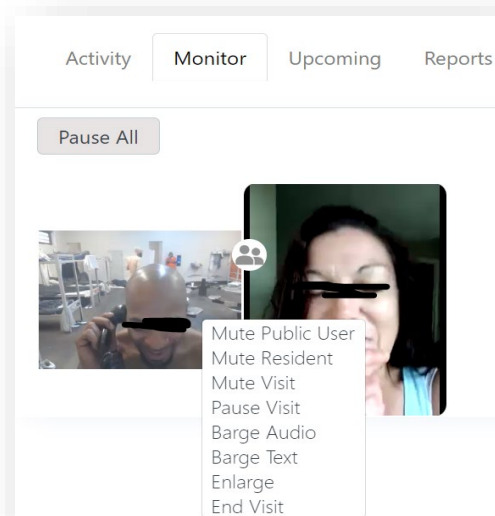 Activity Monitor Upcoming Reports
Pause All
Mute Public User
Mute Resident
Mute Visit
Pause Visit
Barge Audio
Barge Text
Enlarge
End Visit